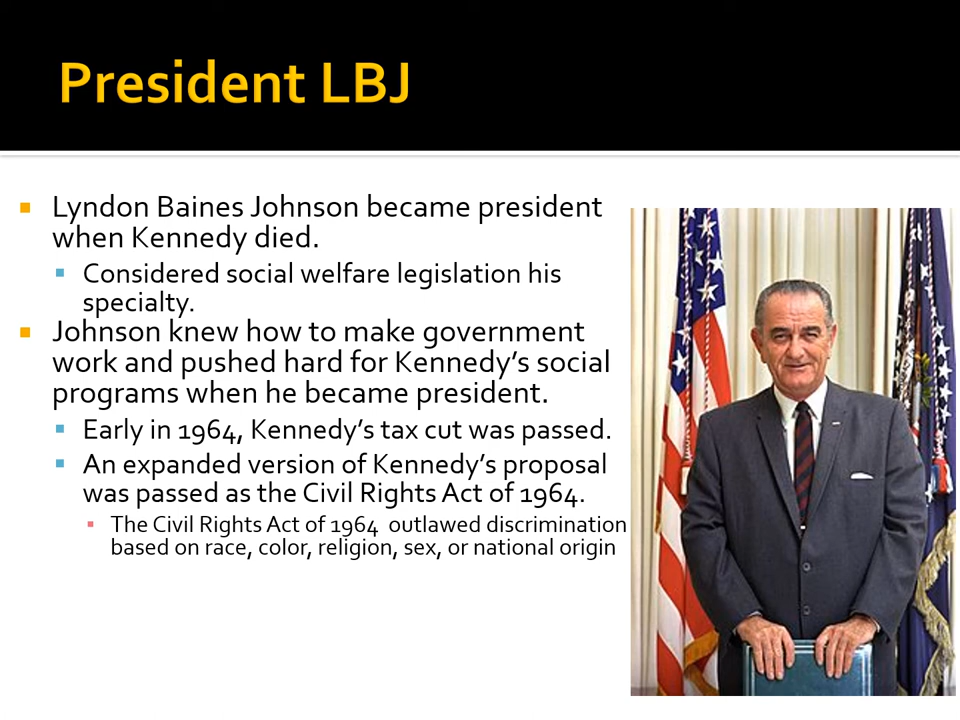 President LBJ
Lyndon Baines Johnson became president
when Kennedy died.
Considered social welfare legislation his
specialty.
Johnson knew how to make government
work and pushed hard for Kennedy’s social
programs when he became president.
Early in 1964, Kennedy’s tax cut was passed.
An expanded version of Kennedy’s proposal
was passed as the Civil Rights Act of 1964.
The Civil Rights Act of 1964 outlawed discrimination
based on race, color, religion, sex, or national origin